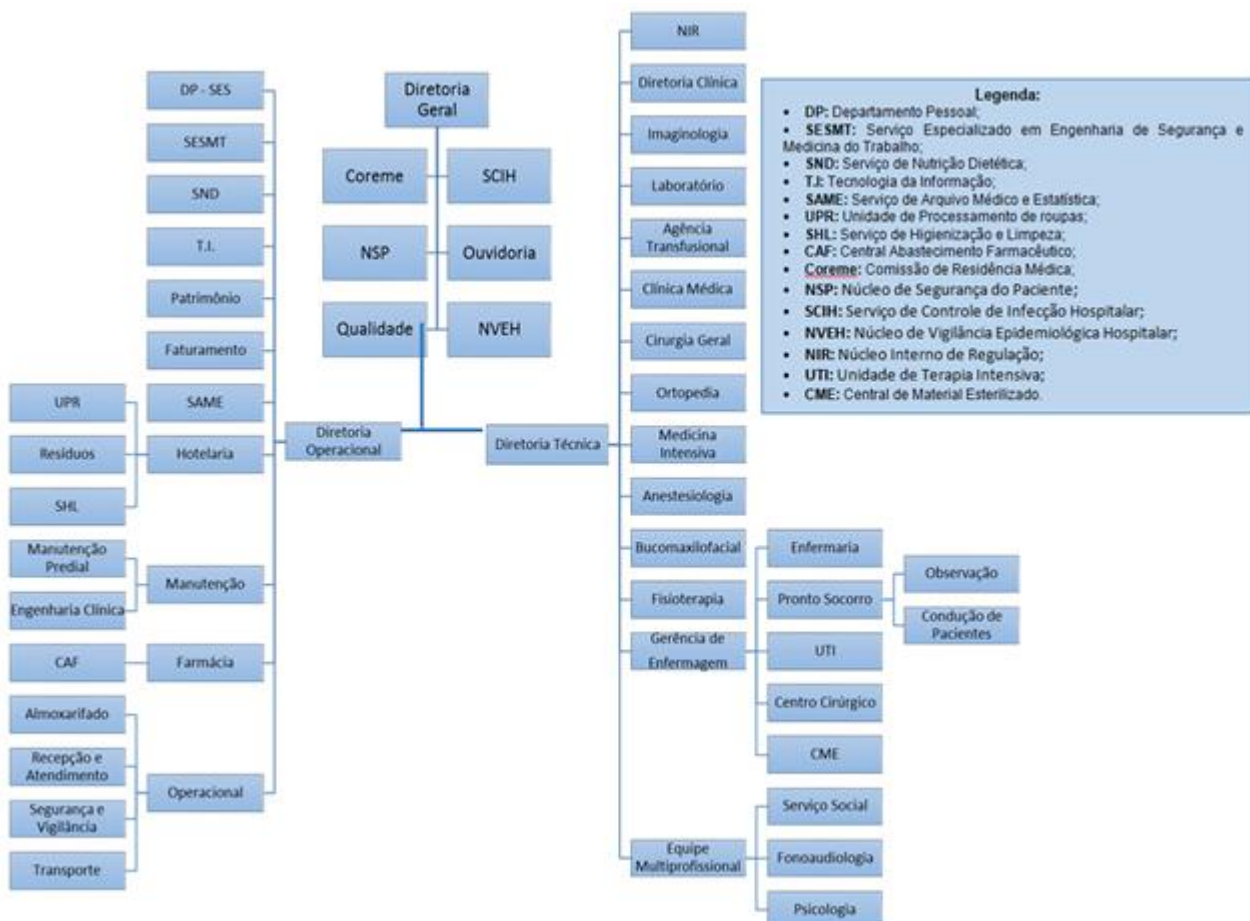 Diretoria
Geral
Coreme
SCIH
NSP
Ouvidoria
Qualidade
NVEH
Diretoria
Operacional
Diretoria Técnica
DP - SES
SESMT
SND
T.I.
Patrimônio
Faturamento
SAME
Hotelaria
UPR
Resíduos
SHL
Manutenção
Manutenção
Predial
Engenharia Clínica
Farmácia
CAF
Operacional
Almoxarifado
Recepção e
Atendimento
Segurança e
Vigilância
Transporte
NIR
Diretoria Clínica
Imaginologia
Laboratório
Agência
Transfusional
Clínica Médica
Cirurgia Geral
Ortopedia
Medicina
Intensiva
Anestesiologia
Bucomaxilofacial
Fisioterapia
Gerência de
Enfermagem
Enfermaria
Pronto Socorro
Observação
Condução de
Pacientes
UTI
Centro Cirúrgico
CME
Equipe
Multiprofissional
Serviço Social
Fonoaudiologia
Psicologia
Legenda:
• DP: Departamento Pessoal;
• SESMT: Serviço Especializado em Engenharia de Segurança e
Medicina do Trabalho;
• SND: Serviço de Nutrição Dietética;
• T.I: Tecnologia da Informação;
• SAME: Serviço de Arquivo Médico e Estatística;
• UPR: Unidade de Processamento de roupas;
• SHL: Serviço de Higienização e Limpeza;
• CAF: Central Abastecimento Farmacêutico;
• Coreme: Comissão de Residência Médica;
• NSP: Núcleo de Segurança do Paciente;
• SCIH: Serviço de Controle de Infecção Hospitalar;
• NVEH: Núcleo de Vigilância Epidemiológica Hospitalar;
• NIR: Núcleo Interno de Regulação;
• UTI: Unidade de Terapia Intensiva;
• CME: Central de Material Esterilizado.